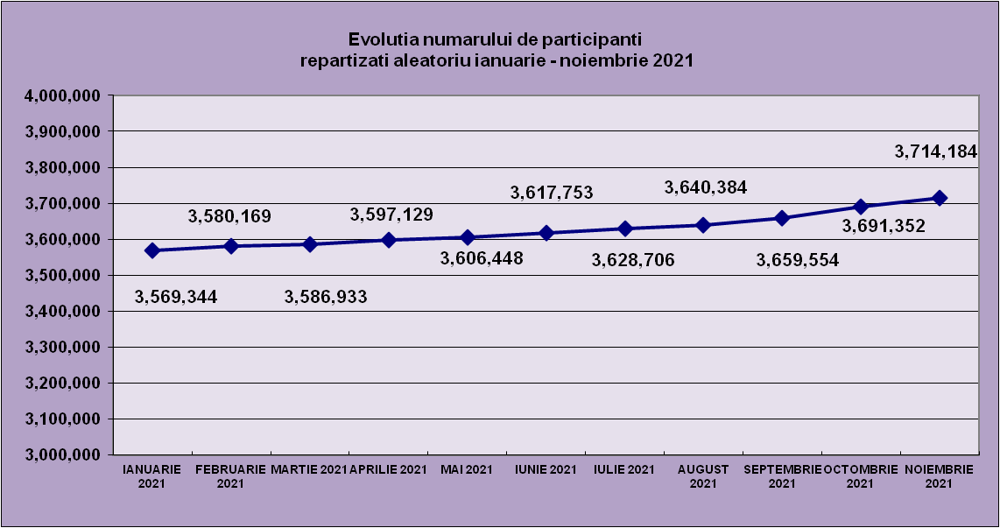 Evolutia numarului de participanti
repartizati aleatoriu ianuarie - noiembrie 2021
4,000,000
3,900,000
3,800,000
3,700,000
3,600,000
3,500,000
3,400,000
3,300,000
3,200,000
3,100,000
3,000,000
3,569,344
3,580,169
3,586,933
3,597,129
3,606,448
3,617,753
3,628,706
3,640,384
3,659,554
3,691,352
3,714,184
IANUARIE
2021
FEBRUARIE
2021
MARTIE 2021
APRILIE 2021
MAI 2021
IUNIE 2021
IULIE 2021
AUGUST
2021
SEPTEMBRIE
2021
OCTOMBRIE
2021
NOIEMBRIE
2021